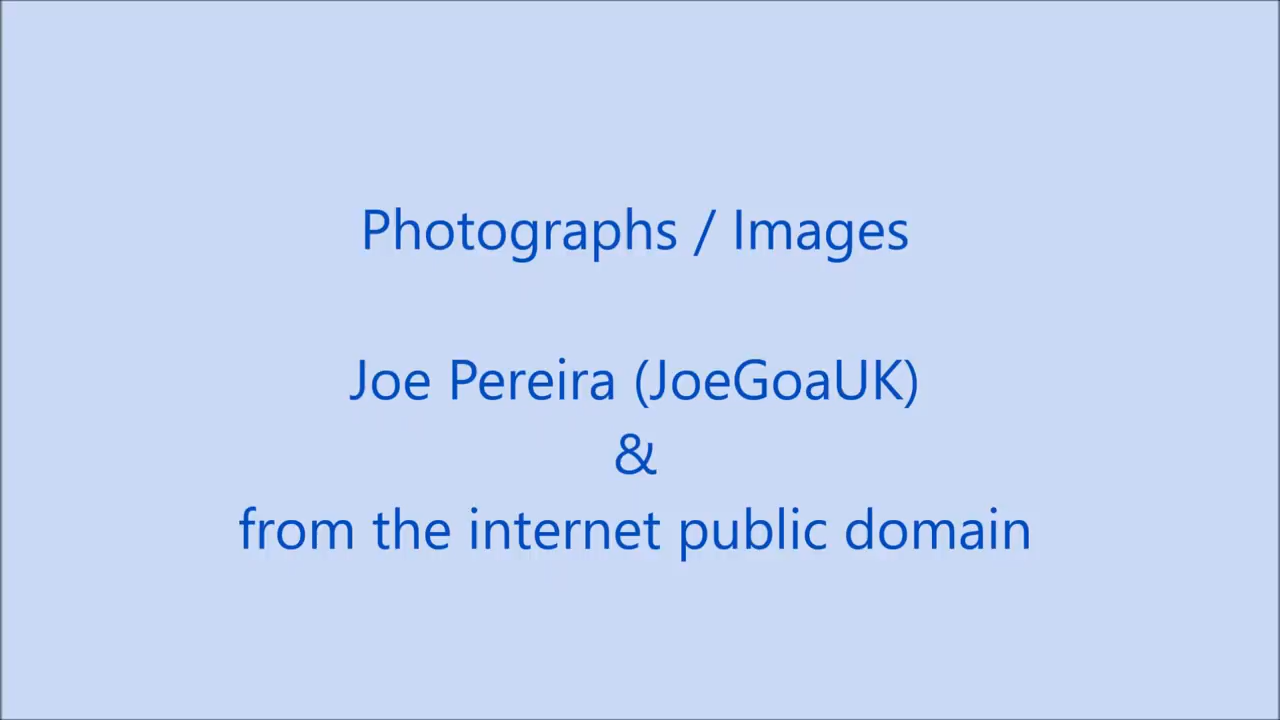 Photographs / Images
Joe Pereira (JoeGoaUK)
&
from the internet public domain